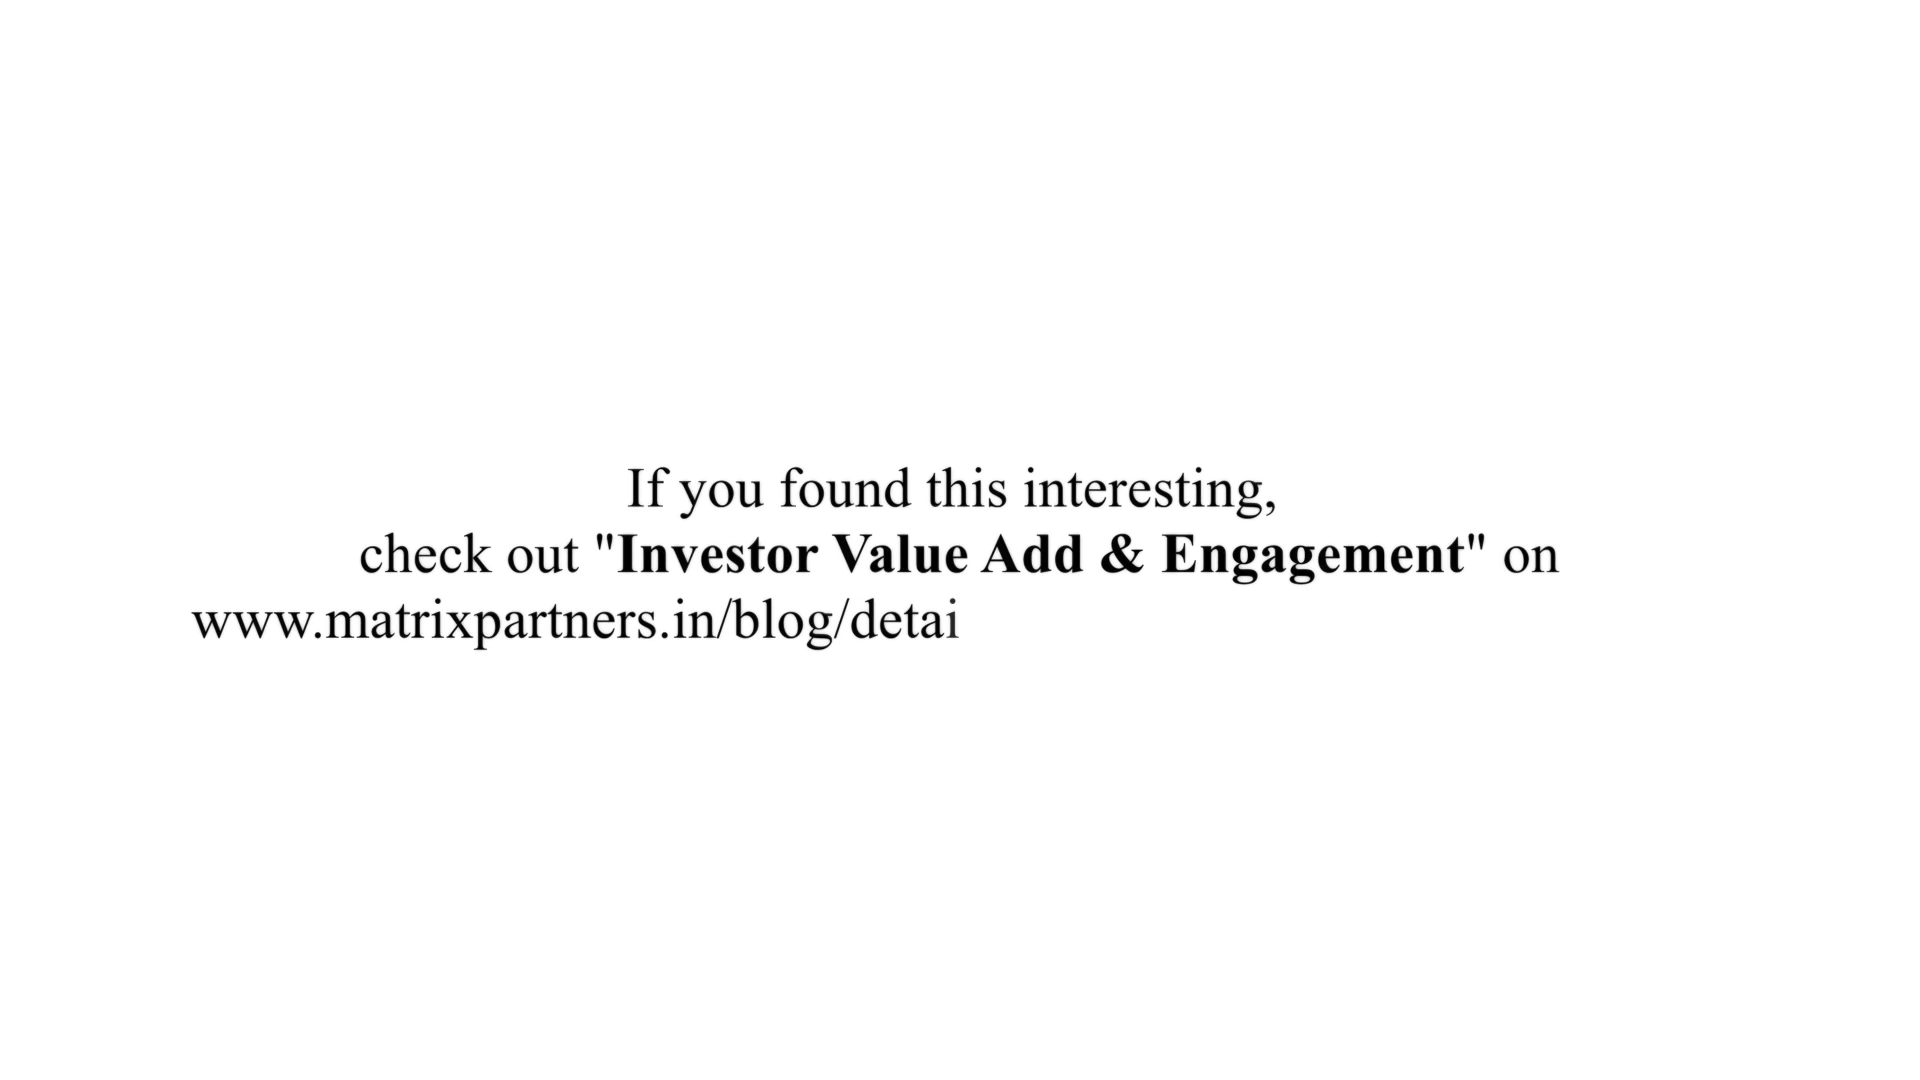 If you found this interesting,
check out "Investor Value Add & Engagement" on
www.matrixpartners.in/blog/detai